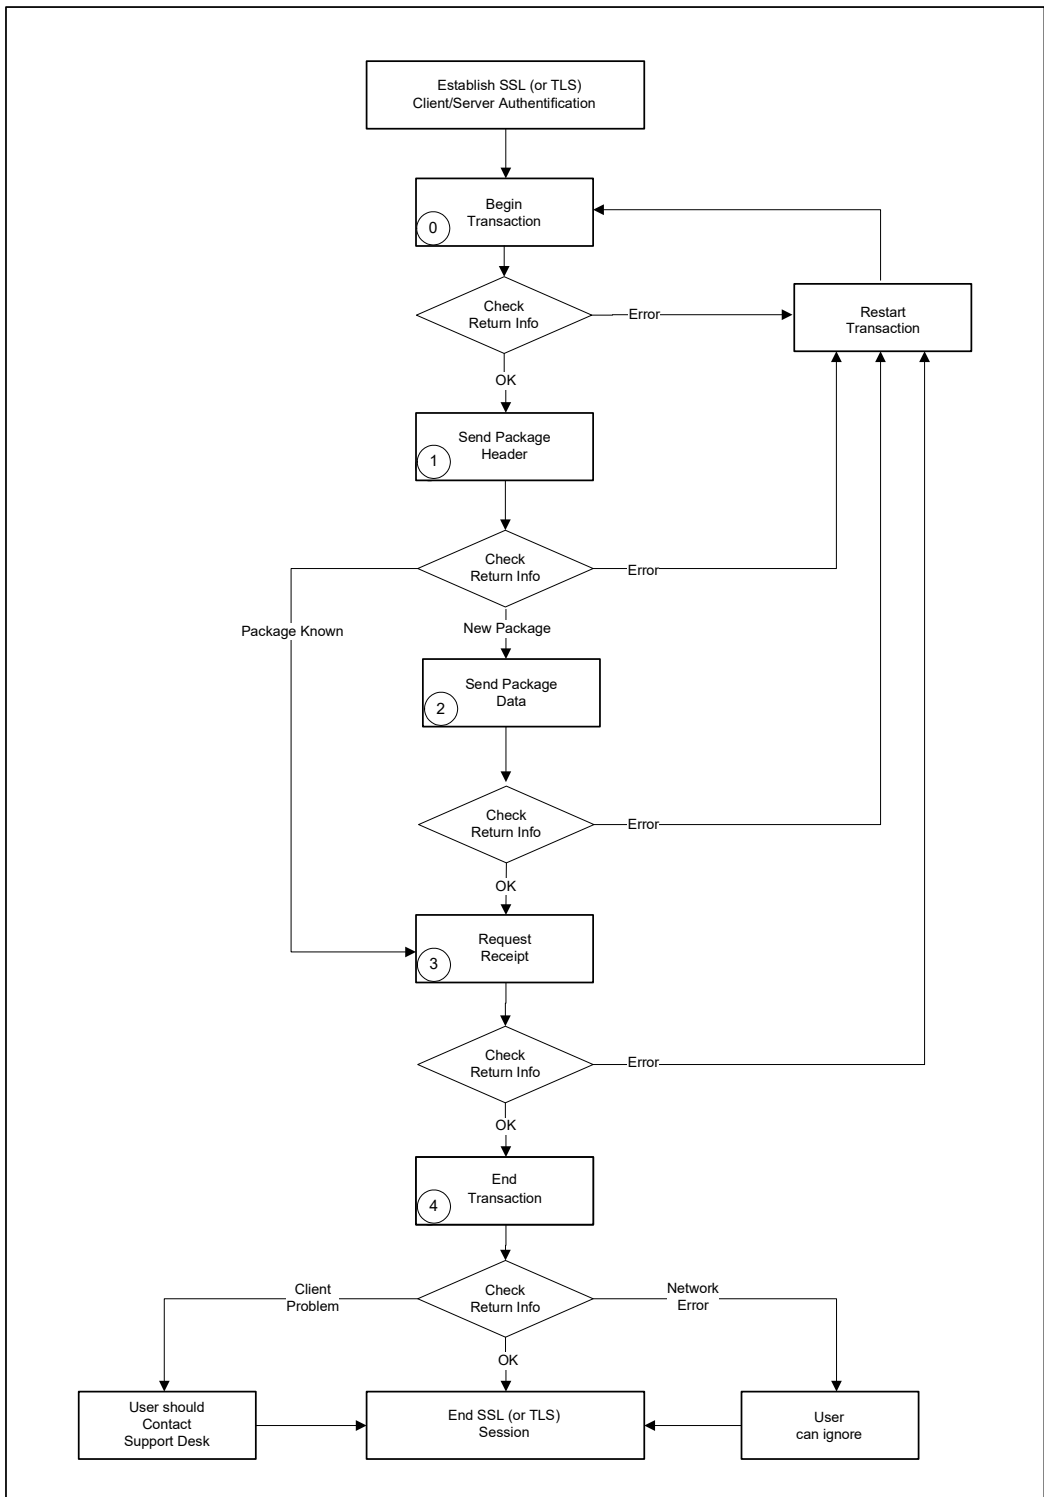 Establish SSL (or TLS)
Client/Server Authentification
Begin
Transaction
0
Check
Return Info
Error
Restart
Transaction
OK
Send Package
Header
1
Check
Return Info
Error
Package Known
New Package
Send Package
Data
2
Check
Return Info
Error
OK
Request
Receipt
3
Check
Return Info
Error
OK
End
Transaction
4
Client
Problem
Check
Return Info
Network
Error
OK
User should
Contact
Support Desk
End SSL (or TLS)
Session
User
can ignore